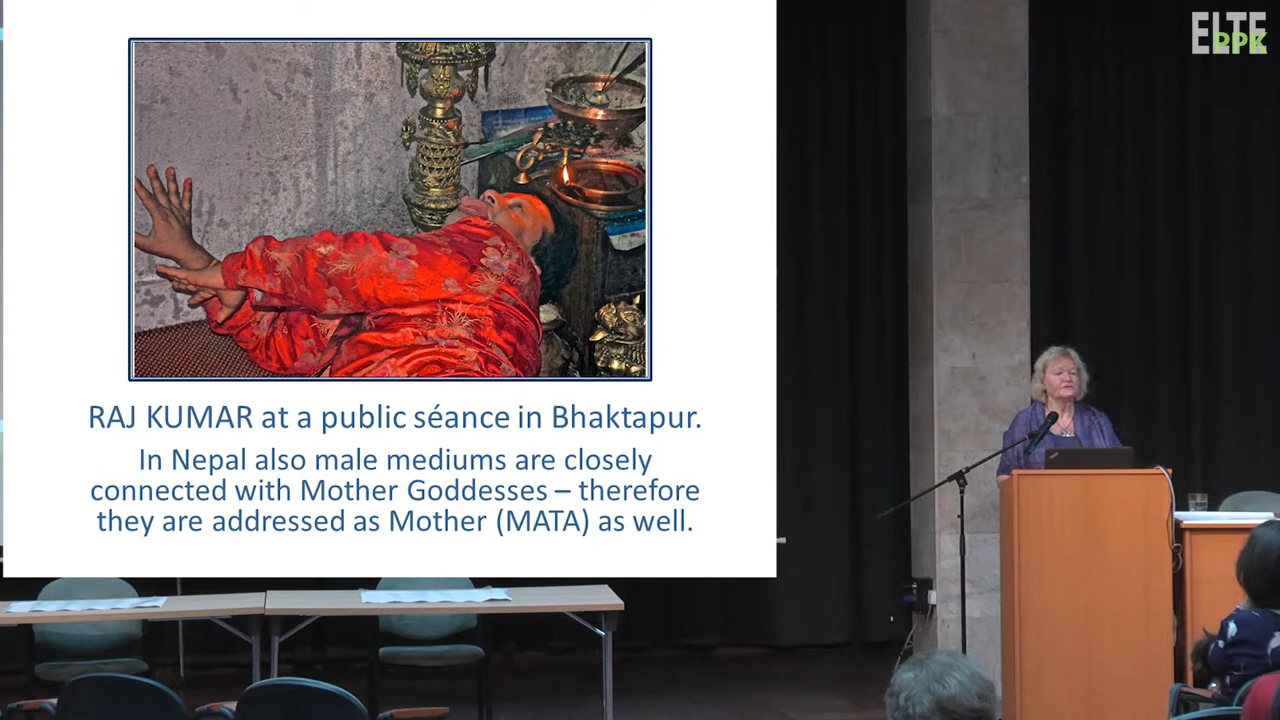 ELTE
PPK
RAJ KUMAR at a public séance in Bhaktapur.
In Nepal also male mediums are closely
connected with Mother Goddesses – therefore
they are addressed as Mother (MATA) as well.